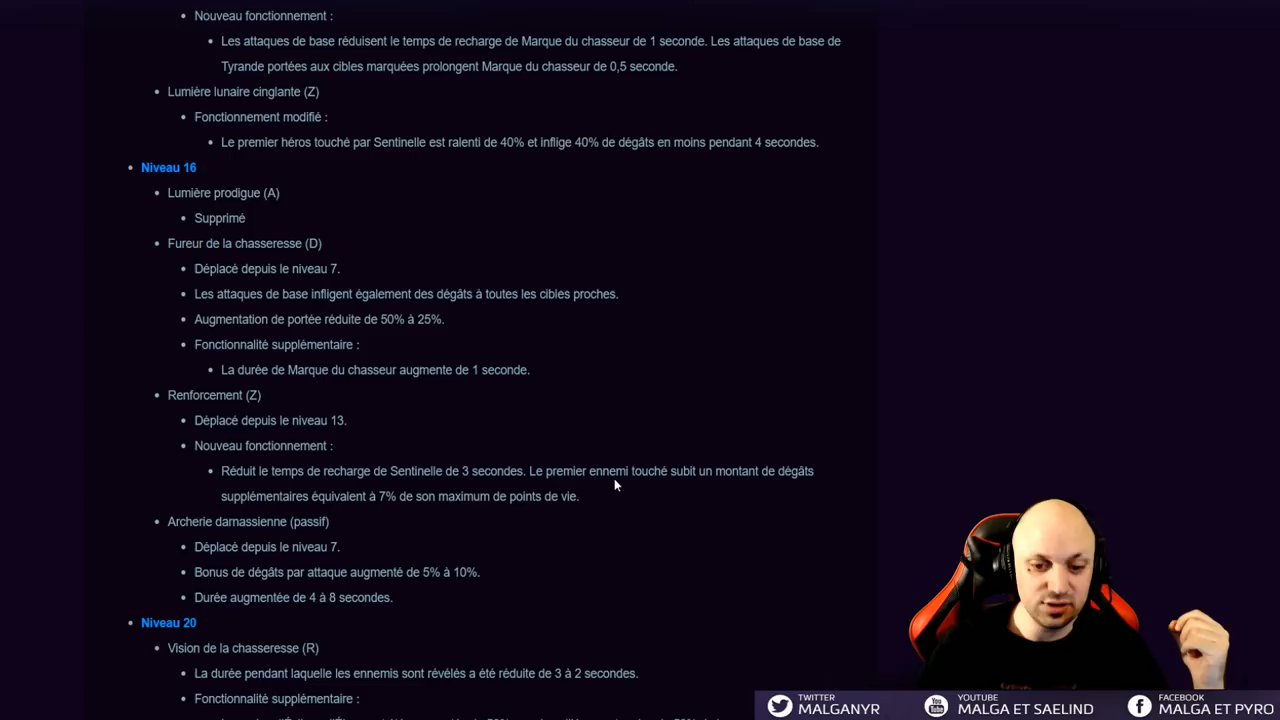 Nouveau fonctionnement :
Les attaques de base réduisent le temps de recharge de Marque du chasseur de 1 seconde. Les attaques de base de
Tyrande portées aux cibles marquées prolongent Marque du chasseur de 0,5 seconde.
Lumière lunaire cinglante (Z)
Fonctionnement modifié :
Le premier héros touché par Sentinelle est ralenti de 40% et inflige 40% de dégâts en moins pendant 4 secondes.
Niveau 16
Lumière prodigue (A)
Supprimé
Fureur de la chasseresse (D)
Déplacé depuis le niveau 7.
Les attaques de base infligent également des dégâts à toutes les cibles proches.
Augmentation de portée réduite de 50% à 25%.
Fonctionnalité supplémentaire :
La durée de Marque du chasseur augmente de 1 seconde.
Renforcement (Z)
Déplacé depuis le niveau 13.
Nouveau fonctionnement :
Réduit le temps de recharge de Sentinelle de 3 secondes. Le premier ennemi touché subit un montant de dégâts
supplémentaires équivalent à 7% de son maximum de points de vie.
Archerie darnassienne (passif)
Déplacé depuis le niveau 7.
Bonus de dégâts par attaque augmenté de 5% à 10%.
Durée augmentée de 4 à 8 secondes.
Niveau 20
Vision de la chasseresse (R)
La durée pendant laquelle les ennemis sont révélés a été réduite de 3 à 2 secondes.
Fonctionnalité supplémentaire :
TWITTER
MALGANYR
YOUTUBE
MALGA ET SAELIND
FACEBOOK
MALGA ET PYRO